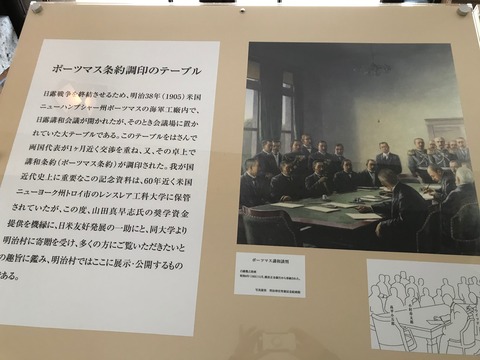 ポーツマス条約調印のテーブル
日露戦争を終結させるため、明治38年(1905)米国
ニューハンプシャー州ポーツマスの海軍工廠内で、
日露講和会議が開かれたが、そのとき会議場に置か
れていた大テーブルである。このテーブルをはさんで
両国代表が1ヶ月近く交渉を重ね、又、その卓上で
講和条約(ポーツマス条約)が調印された。我が国
近代史上に重要なこの記念資料は、60年近く米国
ニューヨーク州トロイ市のレンスレア工科大学に保管
されていたが、この度、山田真早志氏の奨学資金
提供を機縁に、日米友好発展の一助にと、同大学より
明治村に寄贈を受け、多くの方にご覧いただきたいと
の趣旨に鑑み、明治村ではここに展示・公開するもの
である。
ポーツマス講和談判